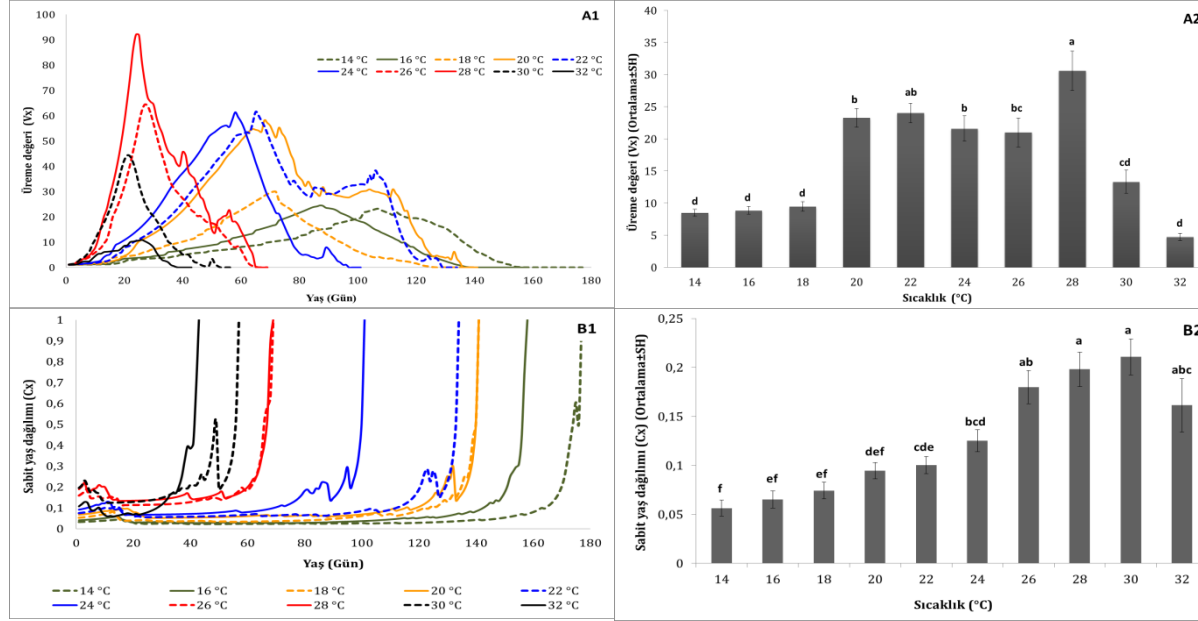 A1
Üreme değeri (Vx)
100
90
80
70
60
50
40
30
20
10
0
14 °C 16 °C 18 °C 20 °C 22 °C
24 °C 26 °C 28 °C 30 °C 32 °C
0 20 40 60 80 100 120 140 160 180
Yaş (Gün)
A2
Üreme değeri (Vx) (Ortalama±SH)
40
35
30
25
20
15
10
5
0
d d d b ab b bc a cd d
14 16 18 20 22 24 26 28 30 32
Sıcaklık (°C)
B1
Sabit yaş dağılımı (Cx)
1
0,9
0,8
0,7
0,6
0,5
0,4
0,3
0,2
0,1
0
0 20 40 60 80 100 120 140 160 180
Yaş (Gün)
14 °C 16 °C 18 °C 20 °C 22 °C
24 °C 26 °C 28 °C 30 °C 32 °C
B2
Sabit yaş dağılımı (Cx) (Ortalama±SH)
0,25
0,2
0,15
0,1
0,05
0
f ef ef def cde bcd ab a a abc
14 16 18 20 22 24 26 28 30 32
Sıcaklık (°C)